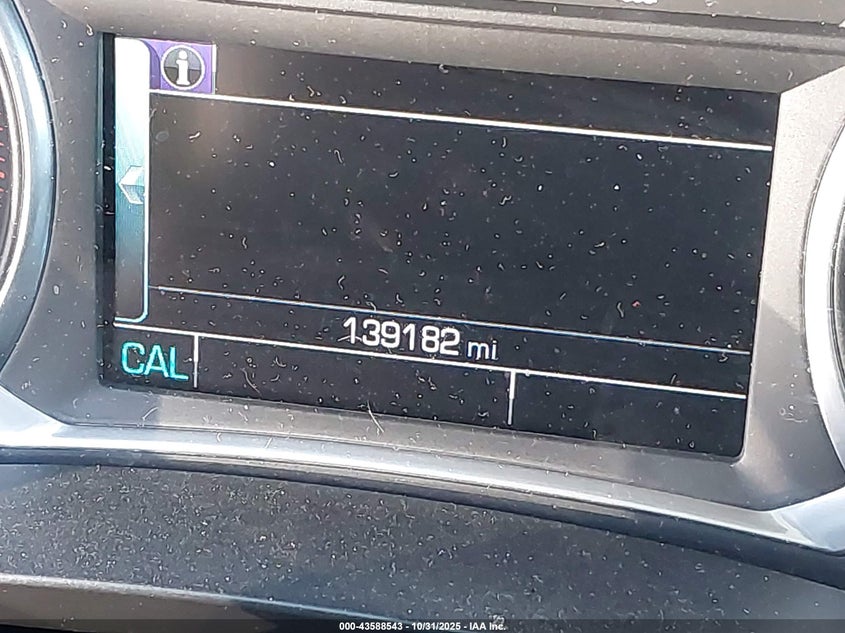 i
139182 mi
CAL
000-43588543 - 10/31/2025 - IAA Inc.